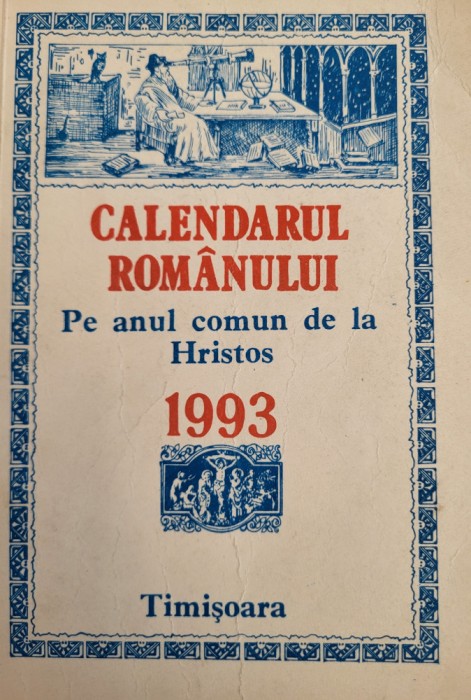 CALENDARUL
ROMÂNULUI
Pe anul comun de la
Hristos
1993
Timişoara